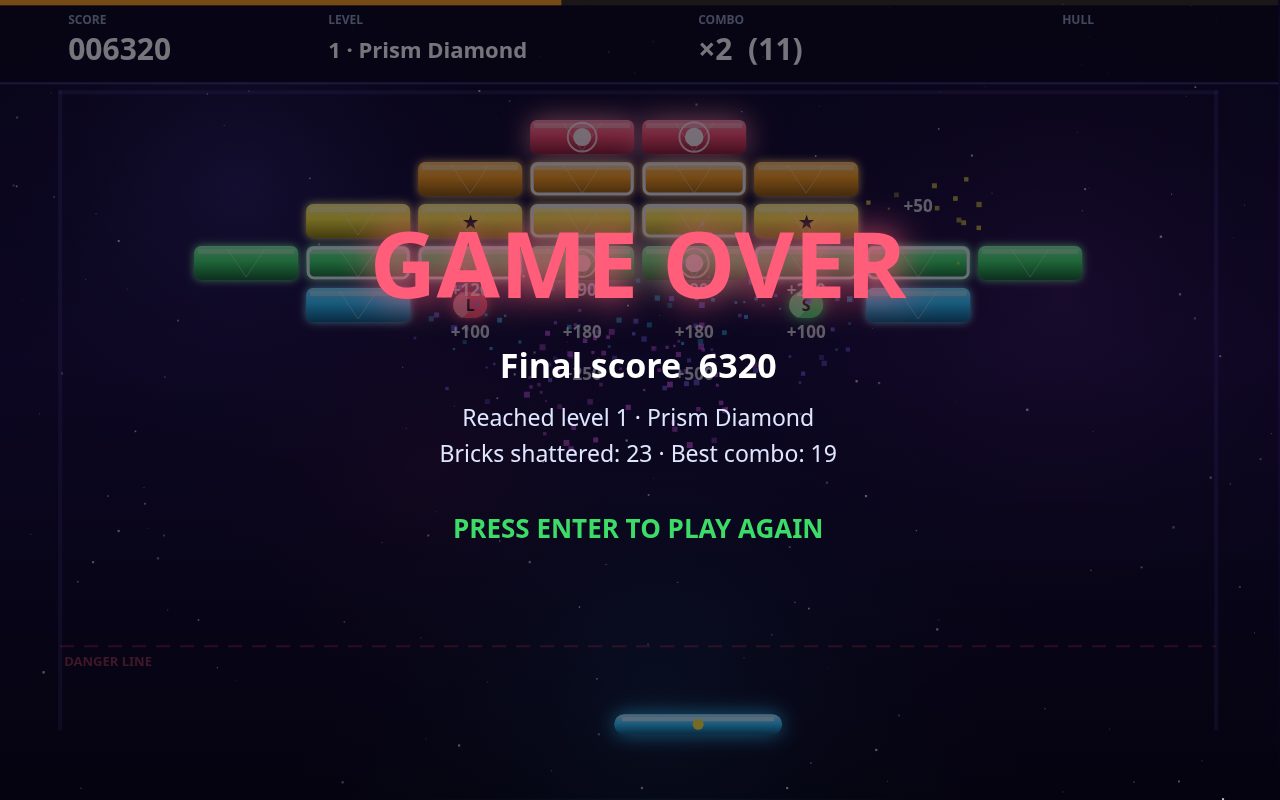 SCORE
LEVEL
COMBO
HULL
006320
1 · Prism Diamond
×2 (11)
+50
GAME OVER
L
S
+100
+180
+180
+100
Final score 6320
Reached level 1 · Prism Diamond
Bricks shattered: 23 · Best combo: 19
PRESS ENTER TO PLAY AGAIN
DANGER LINE